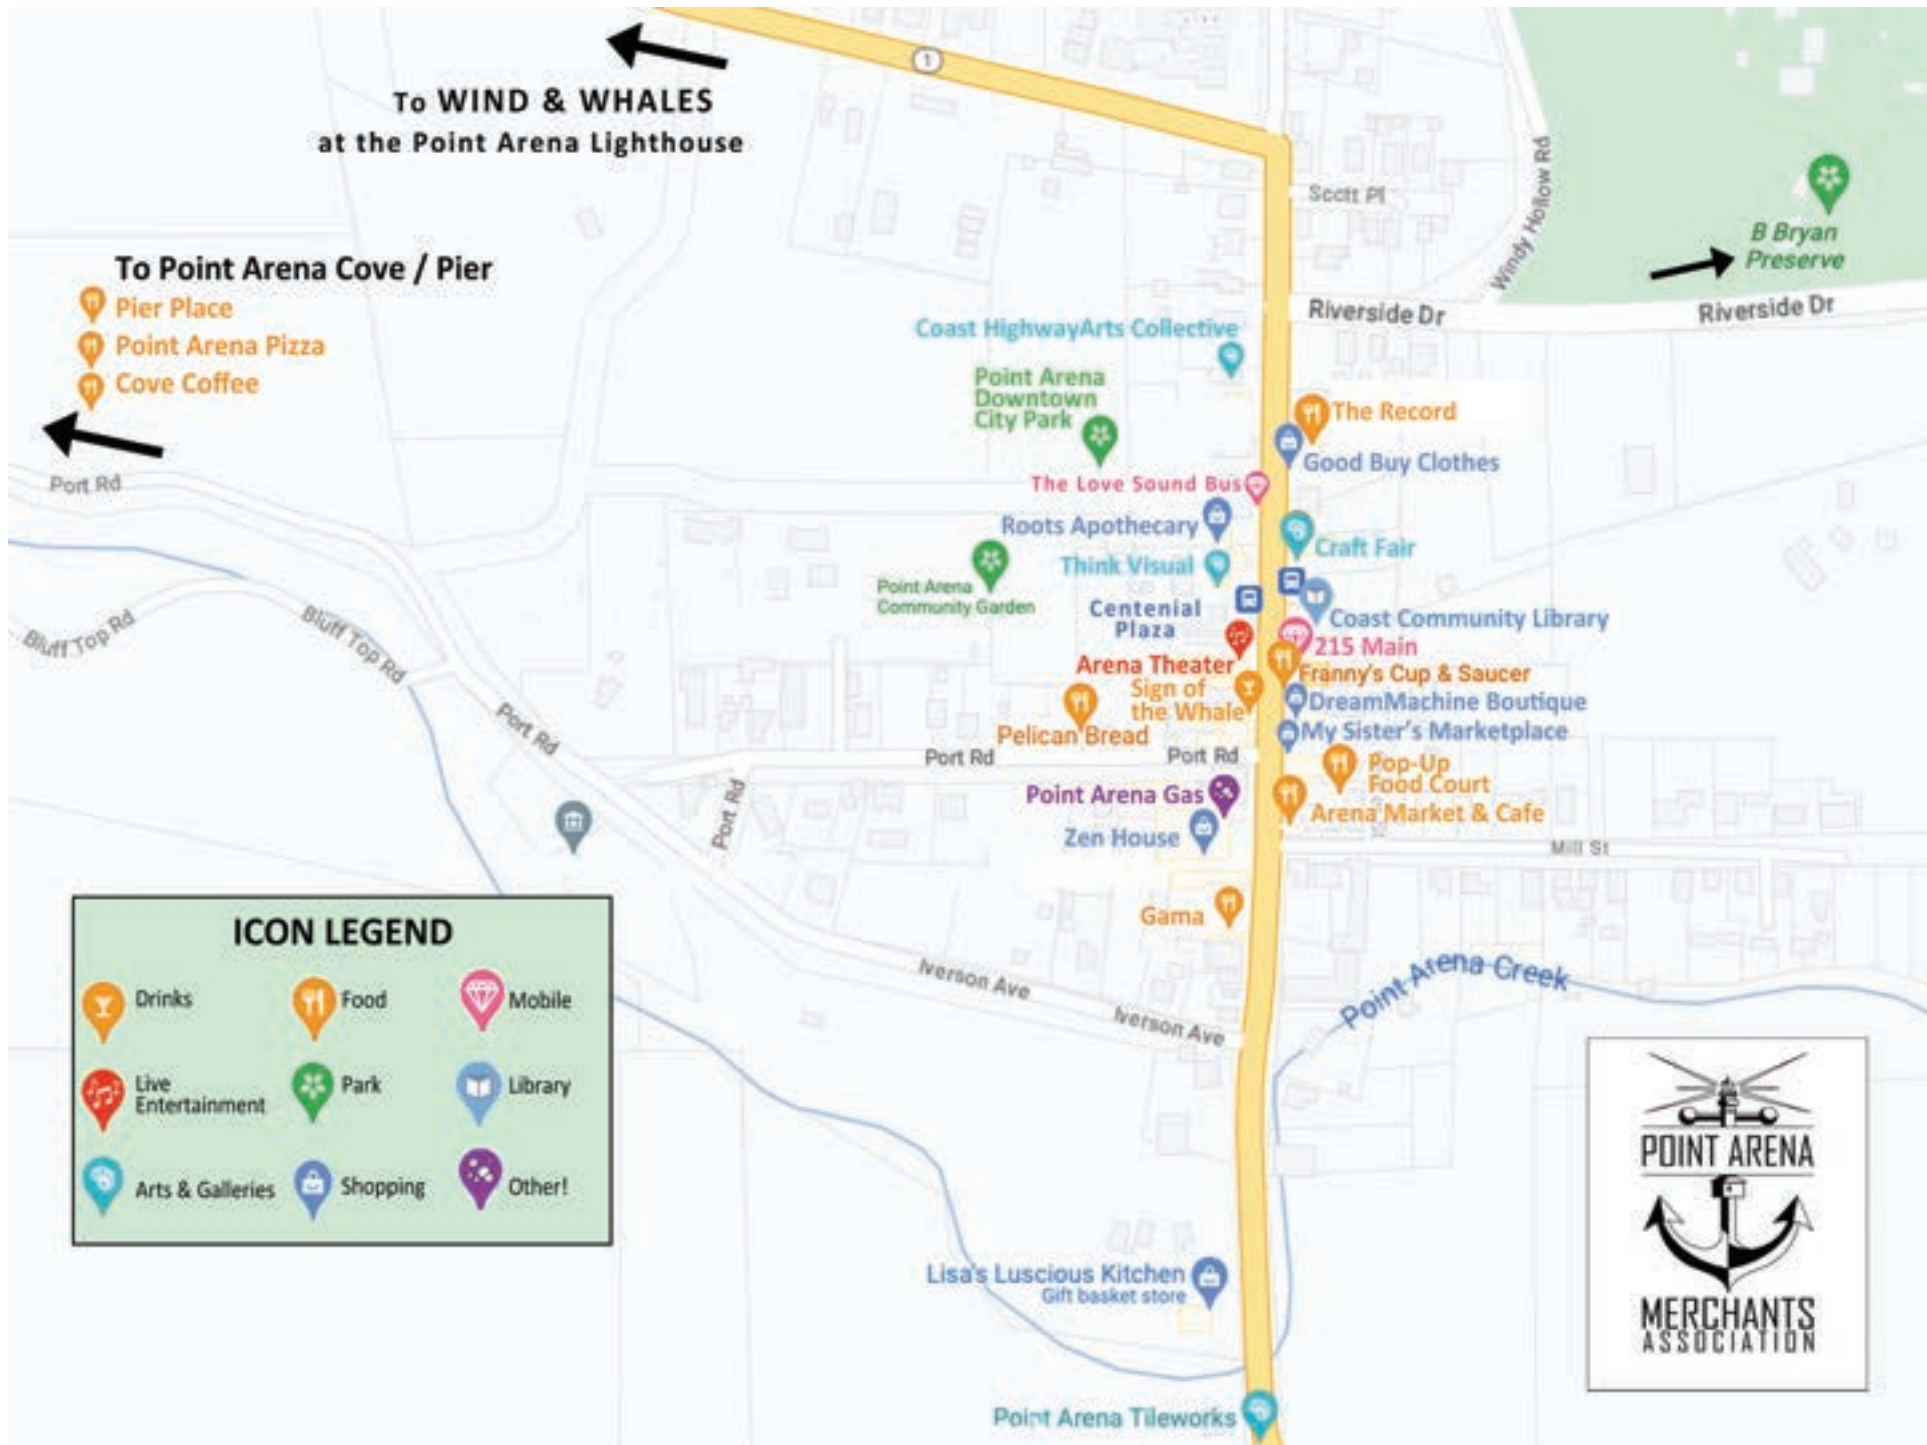 1
To WIND & WHALES
at the Point Arena Lighthouse
Scott Pl
Windy Hollow Rd
B Bryan
Preserve
Riverside Dr
Riverside Dr
To Point Arena Cove / Pier
Pier Place
Point Arena Pizza
Cove Coffee
Port Rd
Coast HighwayArts Collective
Point Arena
Downtown
City Park
The Record
Good Buy Clothes
The Love Sound Bus
Roots Apothecary
Craft Fair
Think Visual
Point Arena
Community Garden
Centenial
Plaza
Coast Community Library
215 Main
Arena Theater
Franny's Cup & Saucer
Sign of
the Whale
DreamMachine Boutique
My Sister's Marketplace
Pelican Bread
Bluff Top Rd
Bluff Top Rd
Port Rd
Port Rd
Port Rd
Port Rd
Pop-Up
Food Court
Point Arena Gas
Arena Market & Cafe
Zen House
Mill St
Gama
Iverson Ave
Iverson Ave
Point Arena Creek
ICON LEGEND
Drinks
Food
Mobile
Live
Entertainment
Park
Library
Arts & Galleries
Shopping
Other!
Lisa's Luscious Kitchen
Gift basket store
Point Arena Tileworks
POINT ARENA
MERCHANTS
ASSOCIATION